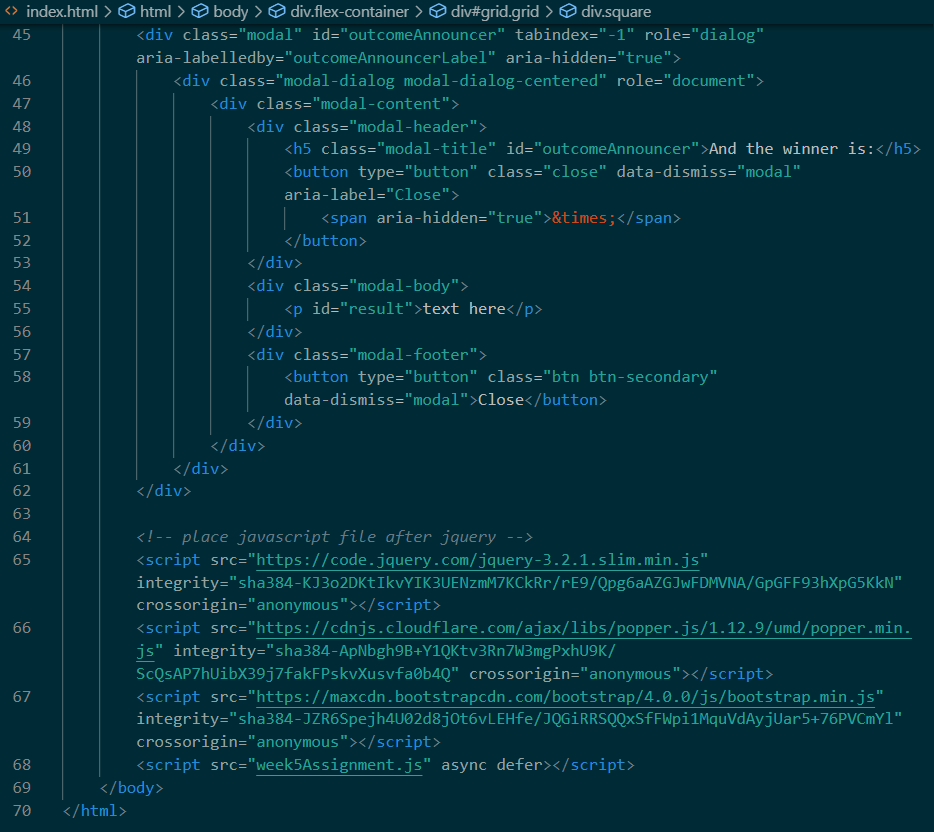 <> index.html > html > body > div.flex-container > div#grid.grid > div.square
45 <div class="modal" id="outcomeAnnouncer" tabindex="-1" role="dialog"
aria-labelledby="outcomeAnnouncerLabel" aria-hidden="true">
46 <div class="modal-dialog modal-dialog-centered" role="document">
47 <div class="modal-content">
48 <div class="modal-header">
49 <h5 class="modal-title" id="outcomeAnnouncer">And the winner is:</h5>
50 <button type="button" class="close" data-dismiss="modal"
aria-label="Close">
51 <span aria-hidden="true">&times;</span>
52 </button>
53 </div>
54 <div class="modal-body">
55 <p id="result">text here</p>
56 </div>
57 <div class="modal-footer">
58 <button type="button" class="btn btn-secondary"
data-dismiss="modal">Close</button>
59 </div>
60 </div>
61 </div>
62 </div>
63
64 <!-- place javascript file after jquery -->
65 <script src="https://code.jquery.com/jquery-3.2.1.slim.min.js"
integrity="sha384-KJ3o2DKtIkvYIK3UENzmM7KCkRr/rE9/Qpg6aAZGJwFDMVNA/GpGFF93hXpG5KkN"
crossorigin="anonymous"></script>
66 <script src="https://cdnjs.cloudflare.com/ajax/libs/popper.js/1.12.9/umd/popper.min.
js" integrity="sha384-ApNbgh9B+Y1QKtv3Rn7W3mgPxhU9K/
ScQsAP7hUibX39j7fakFPskvXusvfa0b4Q" crossorigin="anonymous"></script>
67 <script src="https://maxcdn.bootstrapcdn.com/bootstrap/4.0.0/js/bootstrap.min.js"
integrity="sha384-JZR6Spejh4U02d8jOt6vLEHfe/JQGiRRSQQxSfFWpi1MquVdAyjUar5+76PVCmYl"
crossorigin="anonymous"></script>
68 <script src="week5Assignment.js" async defer></script>
69 </body>
70 </html>